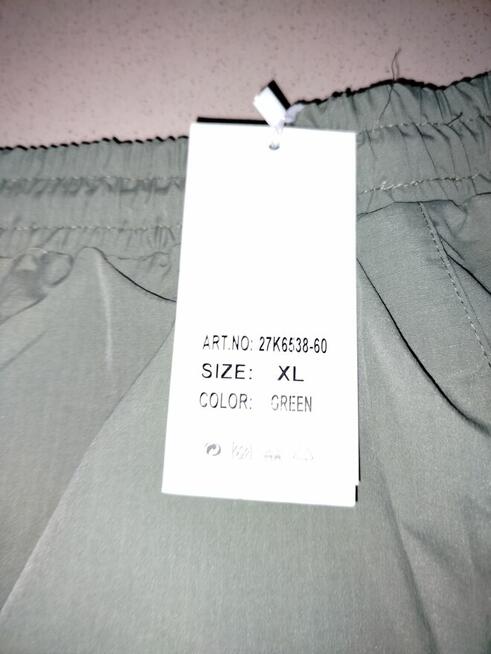 ART.NO: 27K6538-60
SIZE: XL
COLOR: GREEN